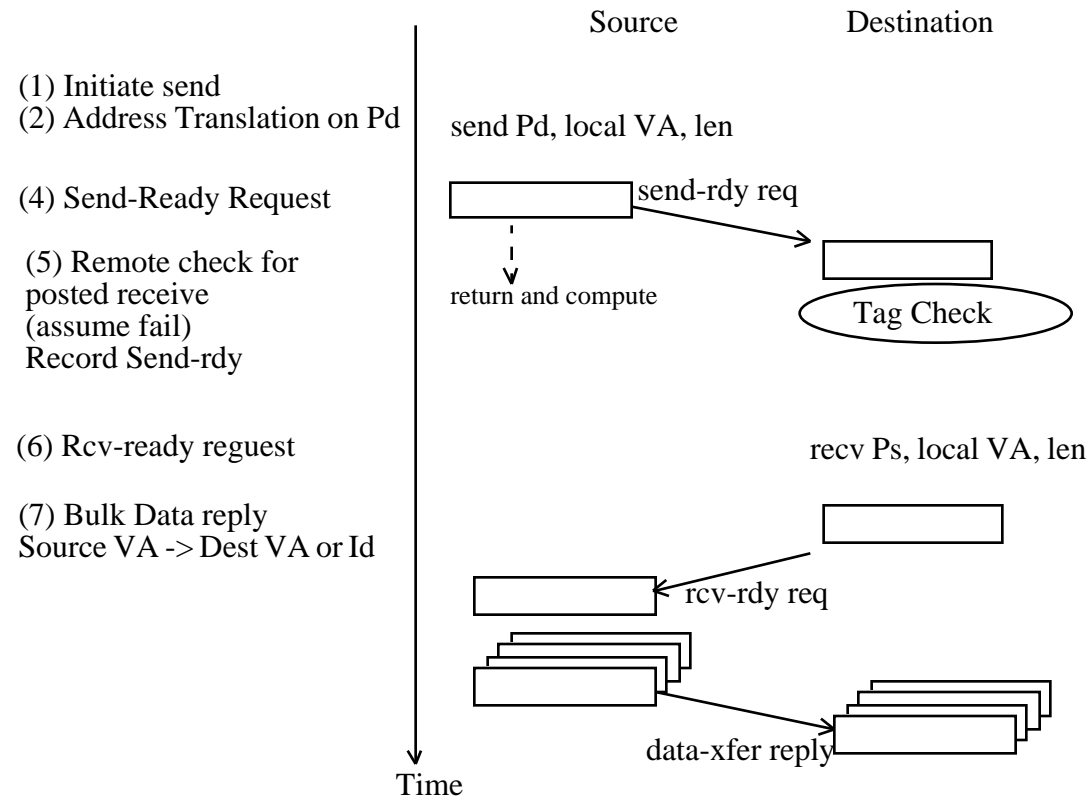 Source
Destination
(1) Initiate send
(2) Address Translation on Pd
send Pd, local VA, len
(4) Send-Ready Request
send-rdy req
(5) Remote check for
posted receive
(assume fail)
Record Send-rdy
return and compute
Tag Check
(6) Rcv-ready reguest
recv Ps, local VA, len
(7) Bulk Data reply
Source VA -> Dest VA or Id
rcv-rdy req
data-xfer reply
Time